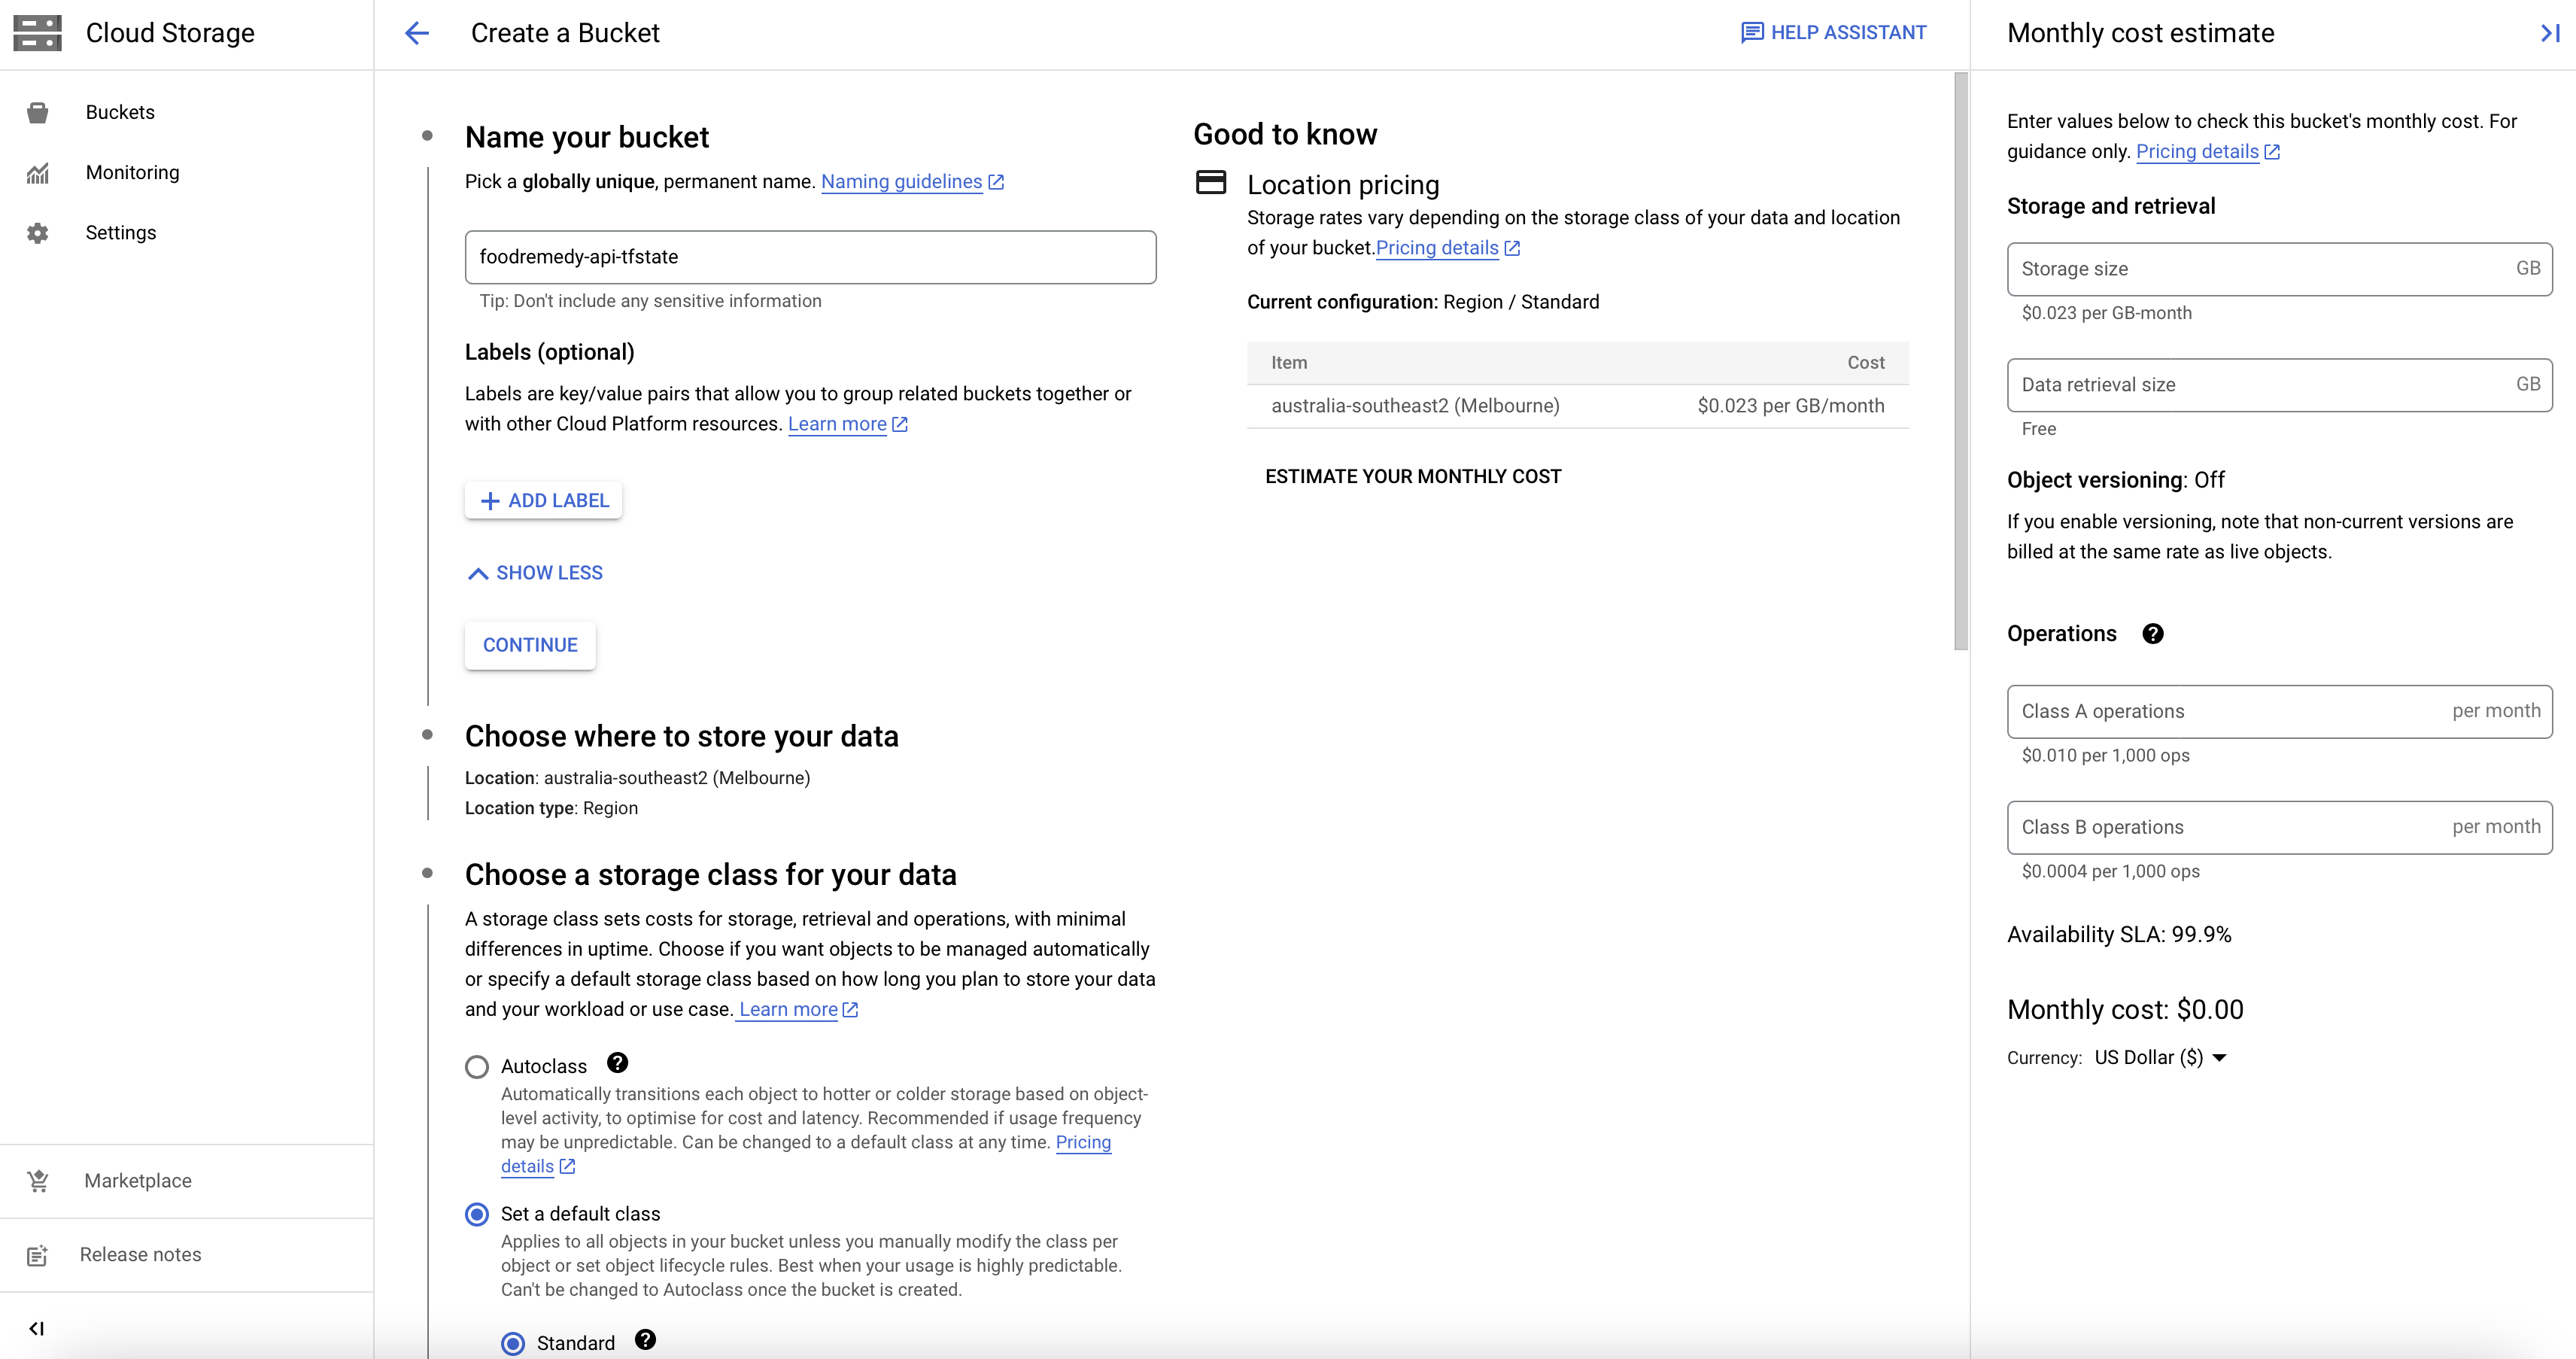 Cloud Storage
Buckets
Monitoring
Settings
Marketplace
Release notes
Create a Bucket
HELP ASSISTANT
Name your bucket
Pick a globally unique, permanent name. Naming guidelines
foodremedy-api-tfstate
Tip: Don't include any sensitive information
Labels (optional)
Labels are key/value pairs that allow you to group related buckets together or
with other Cloud Platform resources. Learn more
ADD LABEL
SHOW LESS
CONTINUE
Choose where to store your data
Location: australia-southeast2 (Melbourne)
Location type: Region
Choose a storage class for your data
A storage class sets costs for storage, retrieval and operations, with minimal
differences in uptime. Choose if you want objects to be managed automatically
or specify a default storage class based on how long you plan to store your data
and your workload or use case. Learn more
Autoclass
Automatically transitions each object to hotter or colder storage based on object-
level activity, to optimise for cost and latency. Recommended if usage frequency
may be unpredictable. Can be changed to a default class at any time. Pricing
details
Set a default class
Applies to all objects in your bucket unless you manually modify the class per
object or set object lifecycle rules. Best when your usage is highly predictable.
Can't be changed to Autoclass once the bucket is created.
Standard
Good to know
Location pricing
Storage rates vary depending on the storage class of your data and location
of your bucket.Pricing details
Current configuration: Region / Standard
Item Cost
australia-southeast2 (Melbourne) $0.023 per GB/month
ESTIMATE YOUR MONTHLY COST
Monthly cost estimate
Enter values below to check this bucket's monthly cost. For
guidance only. Pricing details
Storage and retrieval
Storage size GB
$0.023 per GB-month
Data retrieval size GB
Free
Object versioning: Off
If you enable versioning, note that non-current versions are
billed at the same rate as live objects.
Operations
Class A operations per month
$0.010 per 1,000 ops
Class B operations per month
$0.0004 per 1,000 ops
Availability SLA: 99.9%
Monthly cost: $0.00
Currency: US Dollar ($)